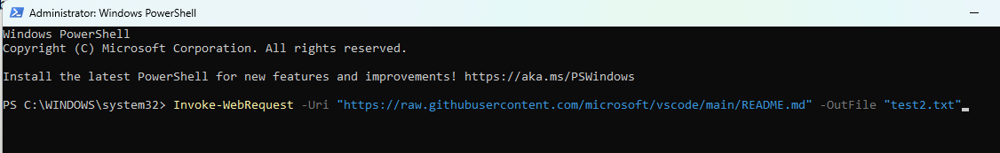 Administrator: Windows PowerShell
Windows PowerShell
Copyright (C) Microsoft Corporation. All rights reserved.
Install the latest PowerShell for new features and improvements! https://aka.ms/PSWindows
PS C:\WINDOWS\system32> Invoke-WebRequest -Uri "https://raw.githubusercontent.com/microsoft/vscode/main/README.md" -OutFile "test2.txt"